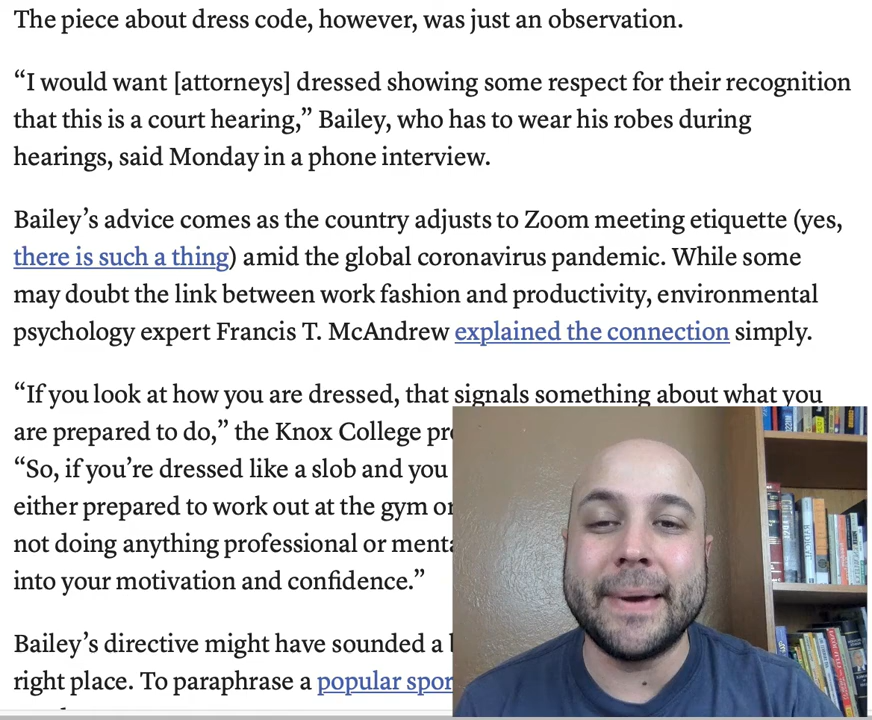 The piece about dress code, however, was just an observation.
“I would want [attorneys] dressed showing some respect for their recognition
that this is a court hearing,” Bailey, who has to wear his robes during
hearings, said Monday in a phone interview.
Bailey’s advice comes as the country adjusts to Zoom meeting etiquette (yes,
there is such a thing) amid the global coronavirus pandemic. While some
may doubt the link between work fashion and productivity, environmental
psychology expert Francis T. McAndrew explained the connection simply.
“If you look at how you are dressed, that signals something about what you
are prepared to do,” the Knox College
“So, if you’re dressed like a slob and you
either prepared to work out at the gym
not doing anything professional or
into your motivation and confidence.”
Bailey’s directive might have sounded a
right place. To paraphrase a popular